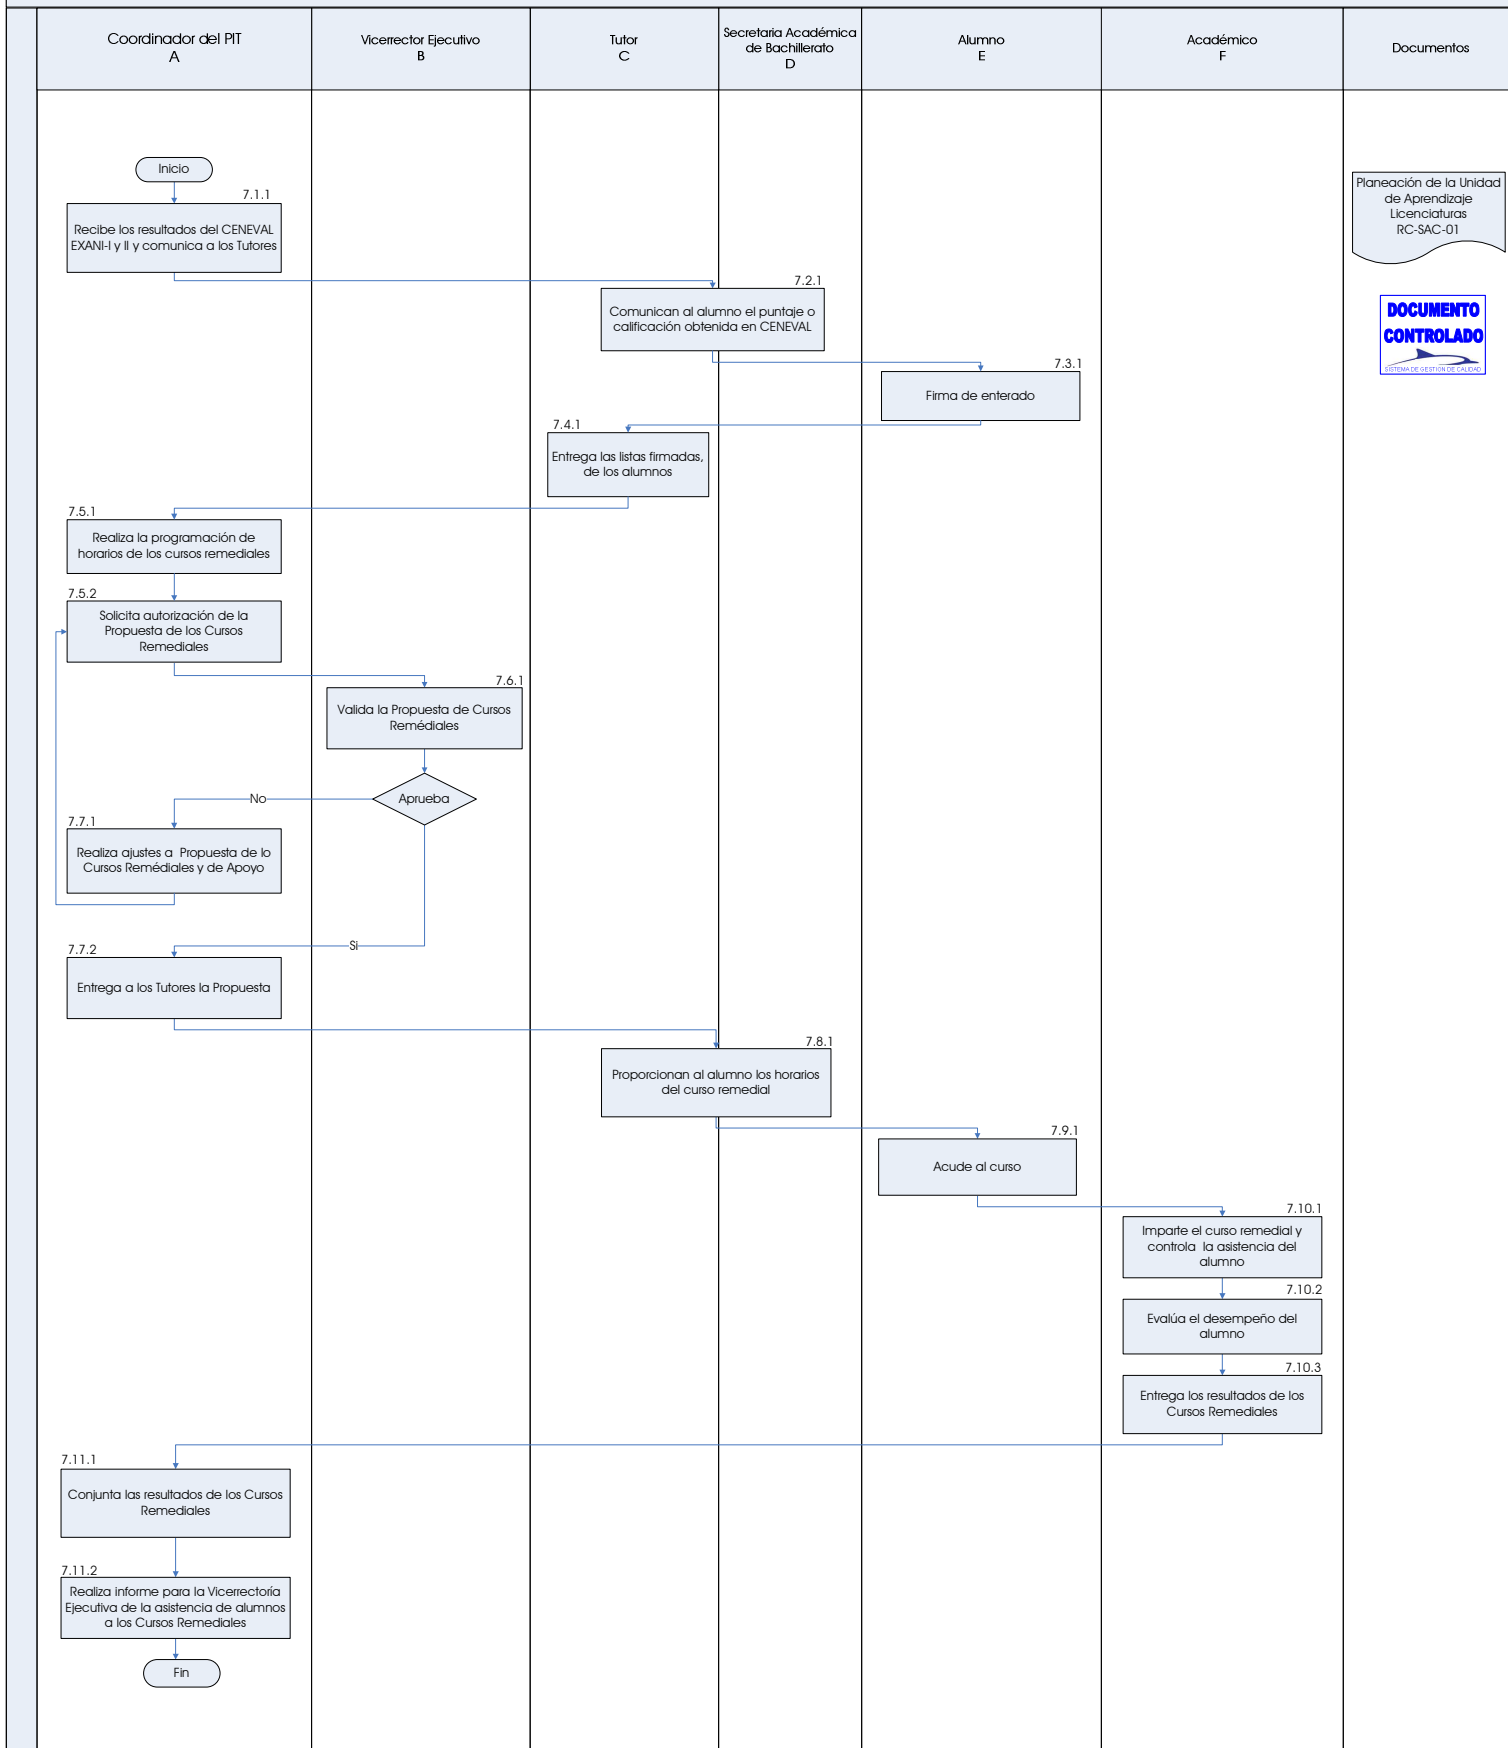 Coordinador del PIT
A
Vicerrector Ejecutivo
B
Tutor
C
Secretaria Académica
de Bachillerato
D
Alumno
E
Académico
F
Documentos
Inicio
7.1.1
Recibe los resultados del CENEVAL
EXANI-I y II y comunica a los Tutores
Planeación de la Unidad
de Aprendizaje
Licenciaturas
RC-SAC-01
7.2.1
Comunican al alumno el puntaje o
calificación obtenida en CENEVAL
DOCUMENTO
CONTROLADO
SISTEMA DE GESTIÓN DE CALIDAD
7.3.1
Firma de enterado
7.4.1
Entrega las listas firmadas,
de los alumnos
7.5.1
Realiza la programación de
horarios de los cursos remediales
7.5.2
Solicita autorización de la
Propuesta de los Cursos
Remediales
7.6.1
Valida la Propuesta de Cursos
Remédiales
Aprueba
No
7.7.1
Realiza ajustes a  Propuesta de lo
Cursos Remédiales y de Apoyo
Si
7.7.2
Entrega a los Tutores la Propuesta
7.8.1
Proporcionan al alumno los horarios
del curso remedial
7.9.1
Acude al curso
7.10.1
Imparte el curso remedial y
controla  la asistencia del
alumno
7.10.2
Evalúa el desempeño del
alumno
7.10.3
Entrega los resultados de los
Cursos Remediales
7.11.1
Conjunta las resultados de los Cursos
Remediales
7.11.2
Realiza informe para la Vicerrectoría
Ejecutiva de la asistencia de alumnos
a los Cursos Remediales
Fin